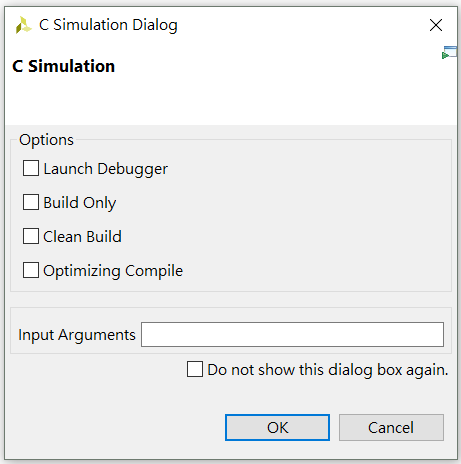 C Simulation Dialog
C Simulation
Options
Launch Debugger
Build Only
Clean Build
Optimizing Compile
Input Arguments
Do not show this dialog box again.
OK Cancel